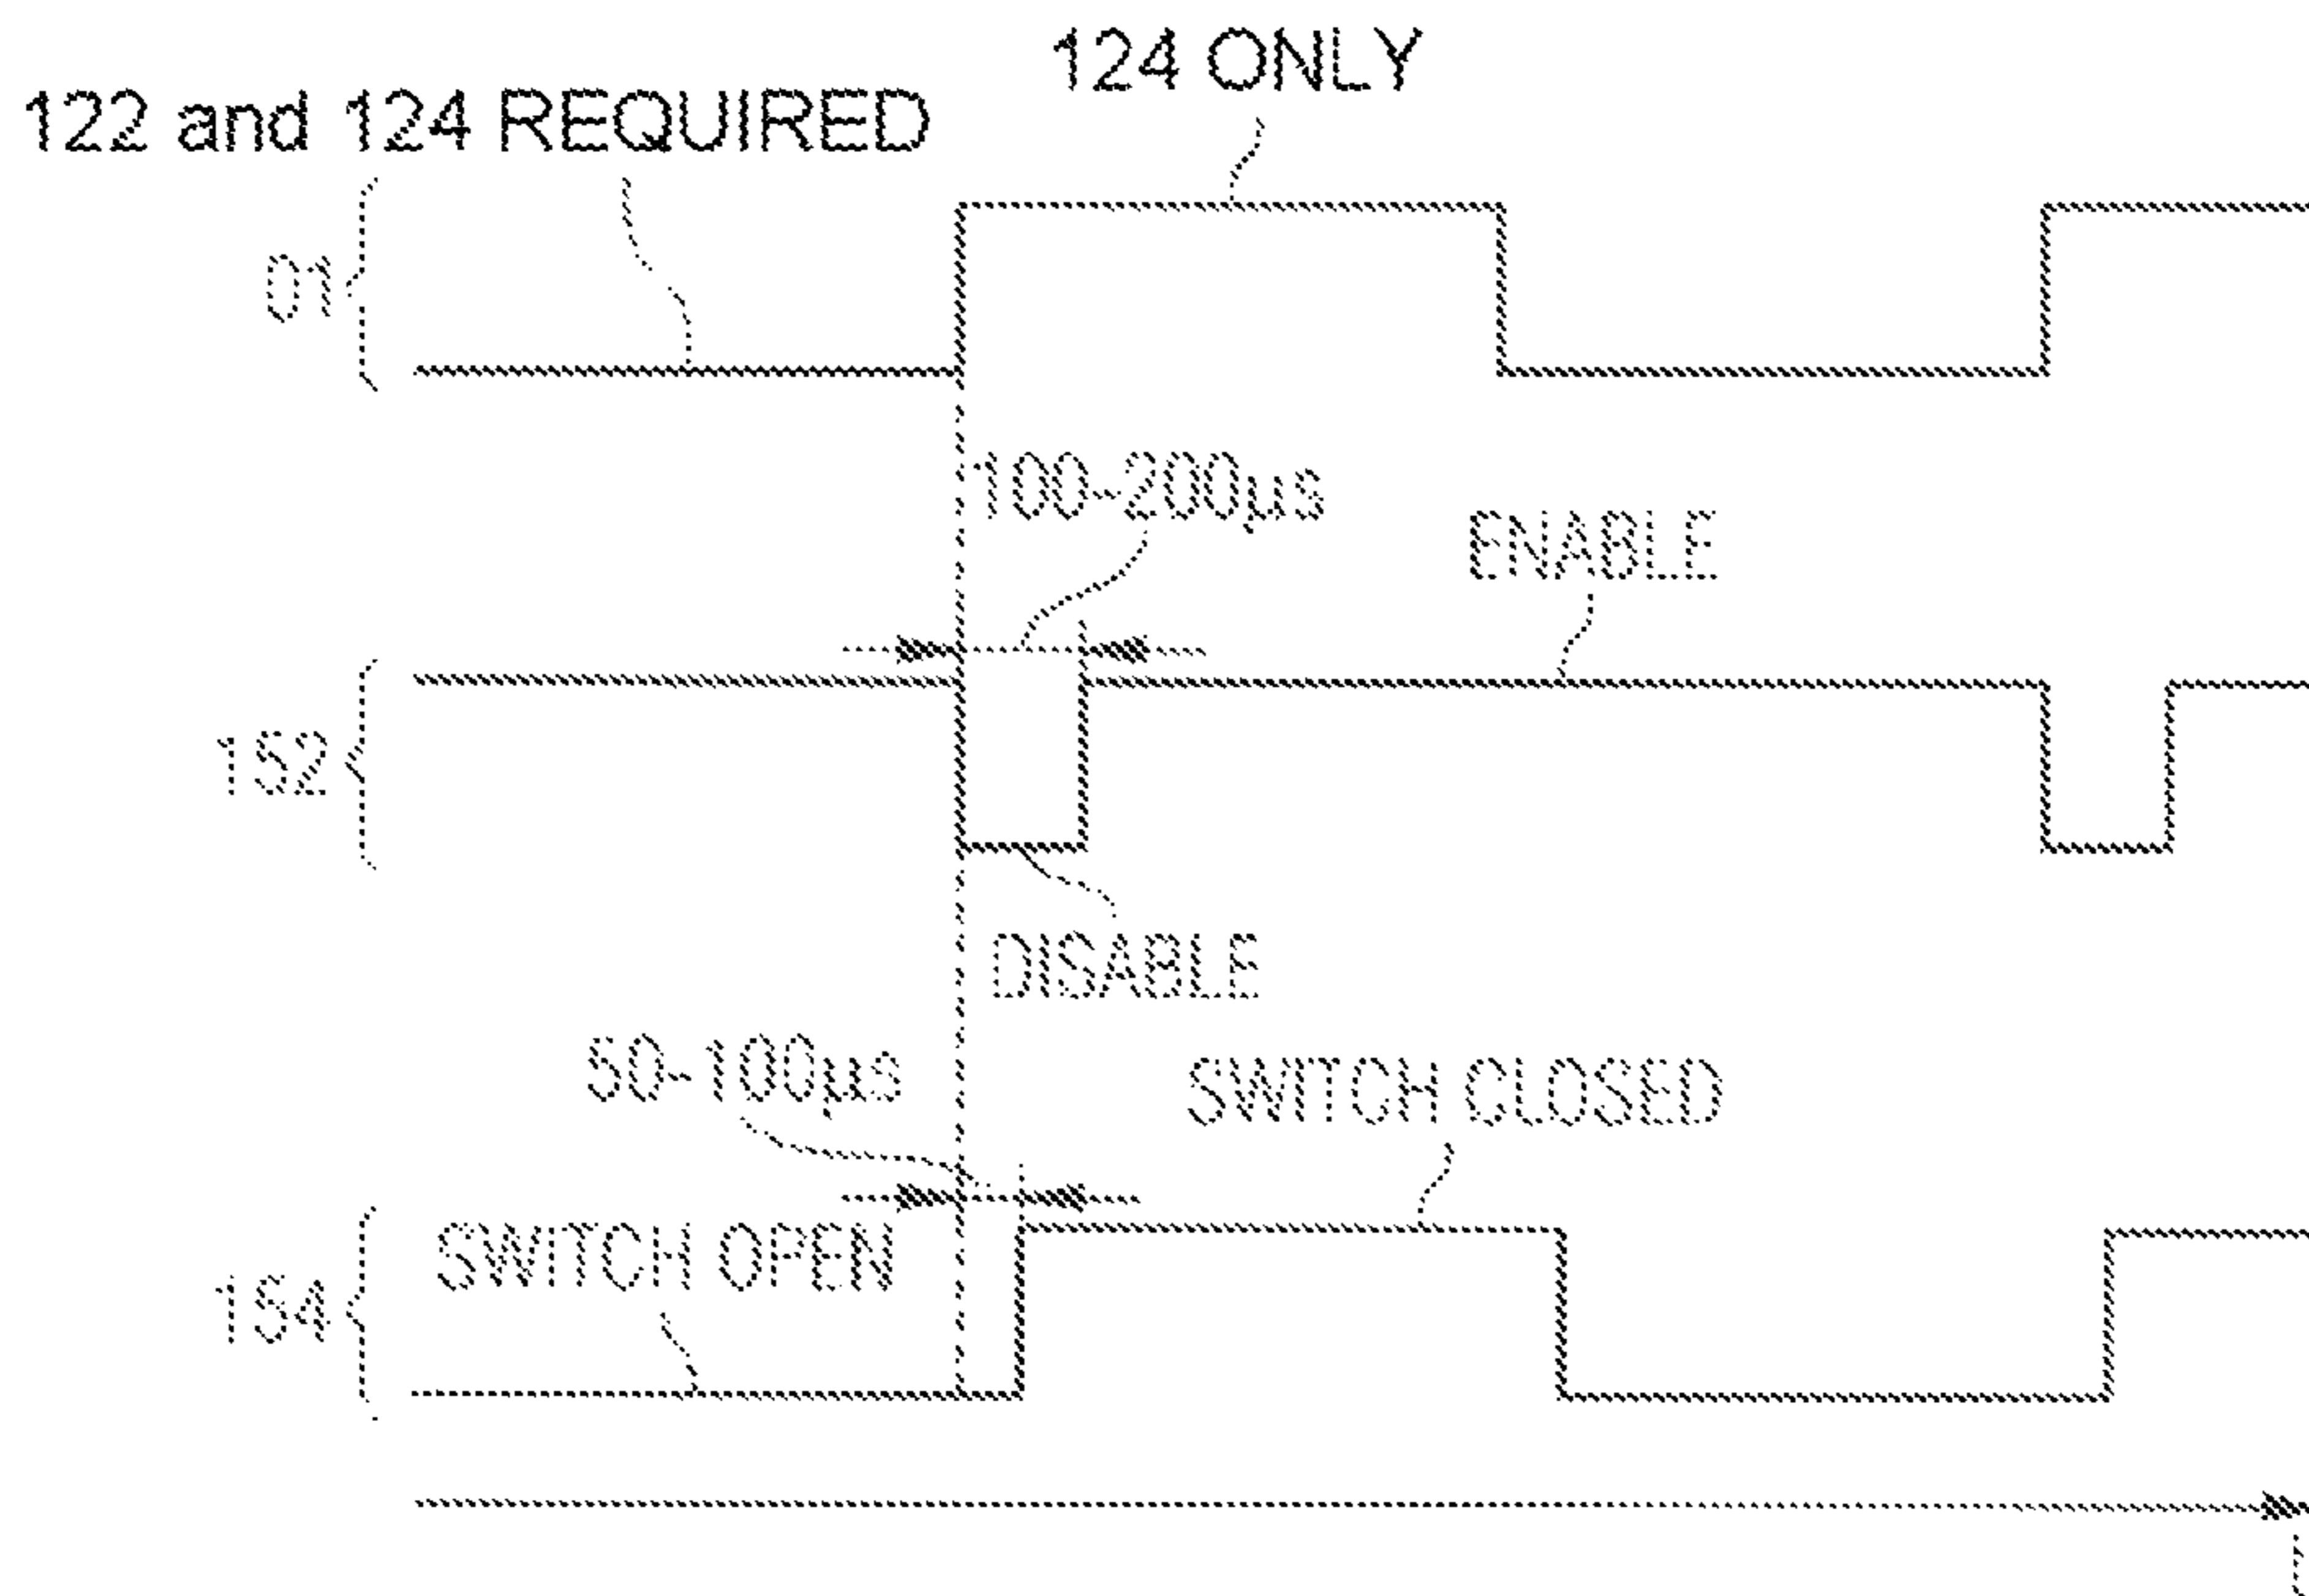 124 ONLY
122 and 124 REQUIRED
01
100-200µs
ENABLE
152
DISABLE
50-100µs
SWITCH CLOSED
SWITCH OPEN
154